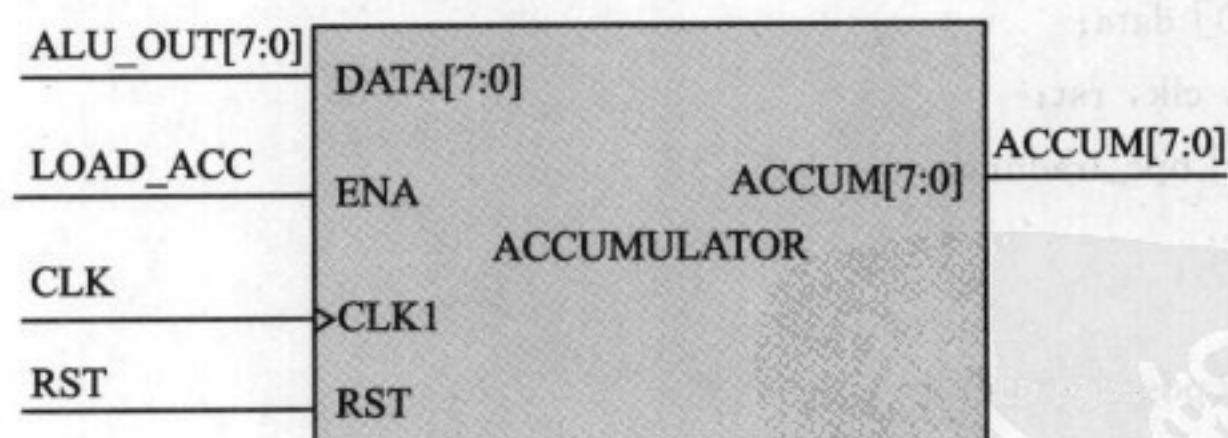 ALU_OUT[7:0]
DATA[7:0]
LOAD_ACC
ENA
ACCUM[7:0]
ACCUM[7:0]
ACCUMULATOR
CLK
CLK1
RST
RST